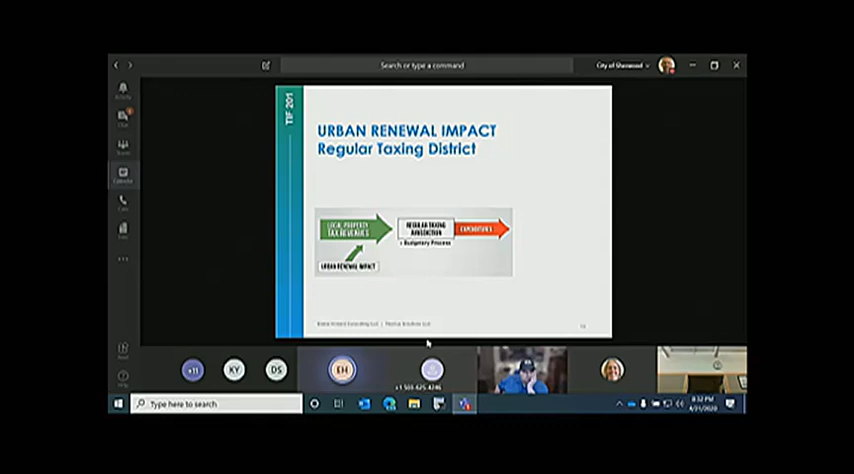 Search or type a command
City of Sherwood
Calendar
TIF 201
URBAN RENEWAL IMPACT
Regular Taxing District
LOCAL PROPERTY
TAX REVENUES
REGULAR TAXING
JURISDICTION
EXPENDITURES
• Budgetary Process
URBAN RENEWAL IMPACT
+11
KY
DS
EH
Type here to search
8:32 PM
4/21/2020